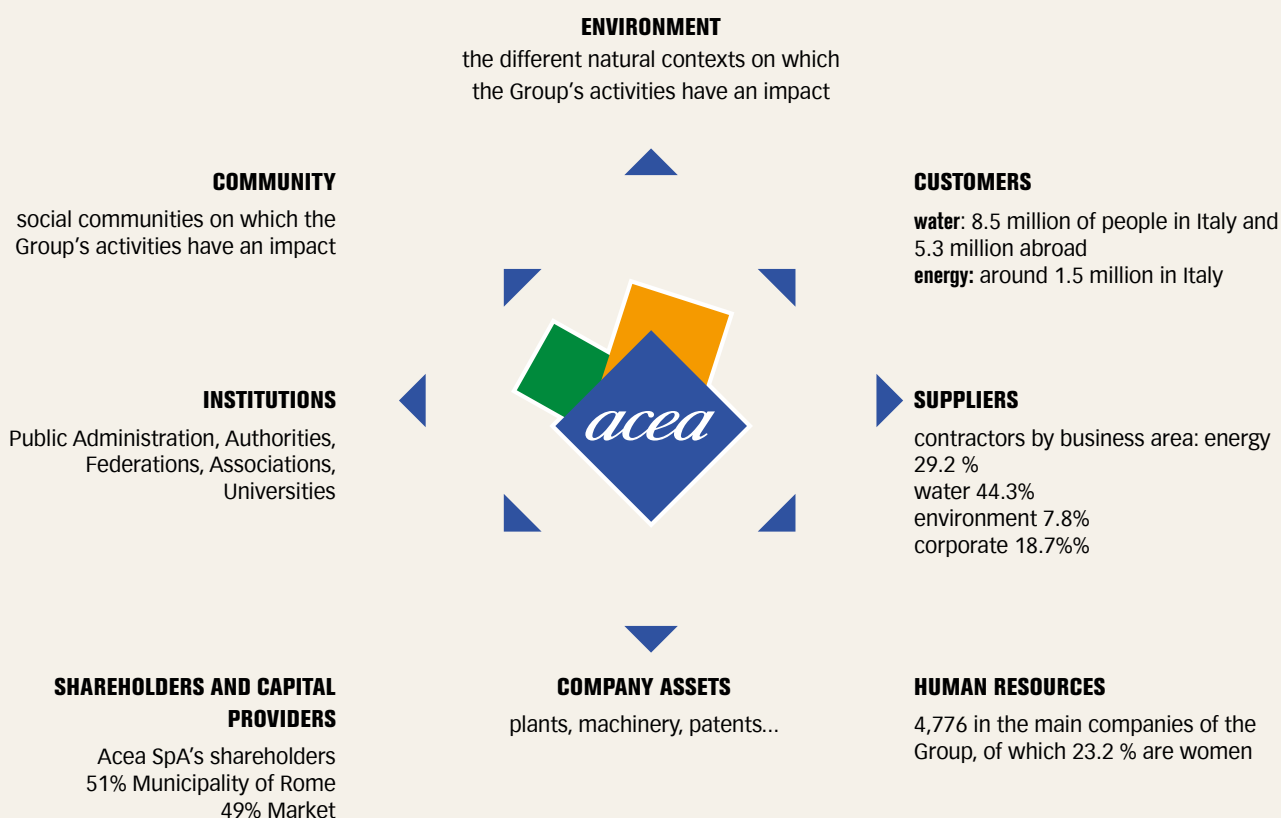 ENVIRONMENT
the different natural contexts on which
the Group's activities have an impact
COMMUNITY
social communities on which the
Group's activities have an impact
CUSTOMERS
water: 8.5 million of people in Italy and
5.3 million abroad
energy: around 1.5 million in Italy
acea
INSTITUTIONS
Public Administration, Authorities,
Federations, Associations,
Universities
SUPPLIERS
contractors by business area: energy
29.2 %
water 44.3%
environment 7.8%
corporate 18.7%%
SHAREHOLDERS AND CAPITAL
PROVIDERS
Acea SpA's shareholders
51% Municipality of Rome
49% Market
COMPANY ASSETS
plants, machinery, patents...
HUMAN RESOURCES
4,776 in the main companies of the
Group, of which 23.2 % are women